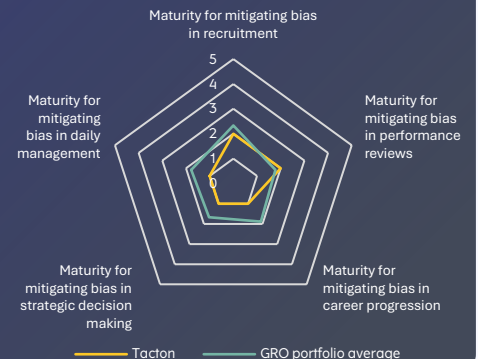 Maturity for mitigating bias
in recruitment
5
4
3
2
1
0
Maturity for
mitigating
bias in daily
management
Maturity for
mitigating bias
in performance
reviews
Maturity for
mitigating bias in
strategic decision
making
Maturity for
mitigating bias in
career progression
Tacton
GRO portfolio average